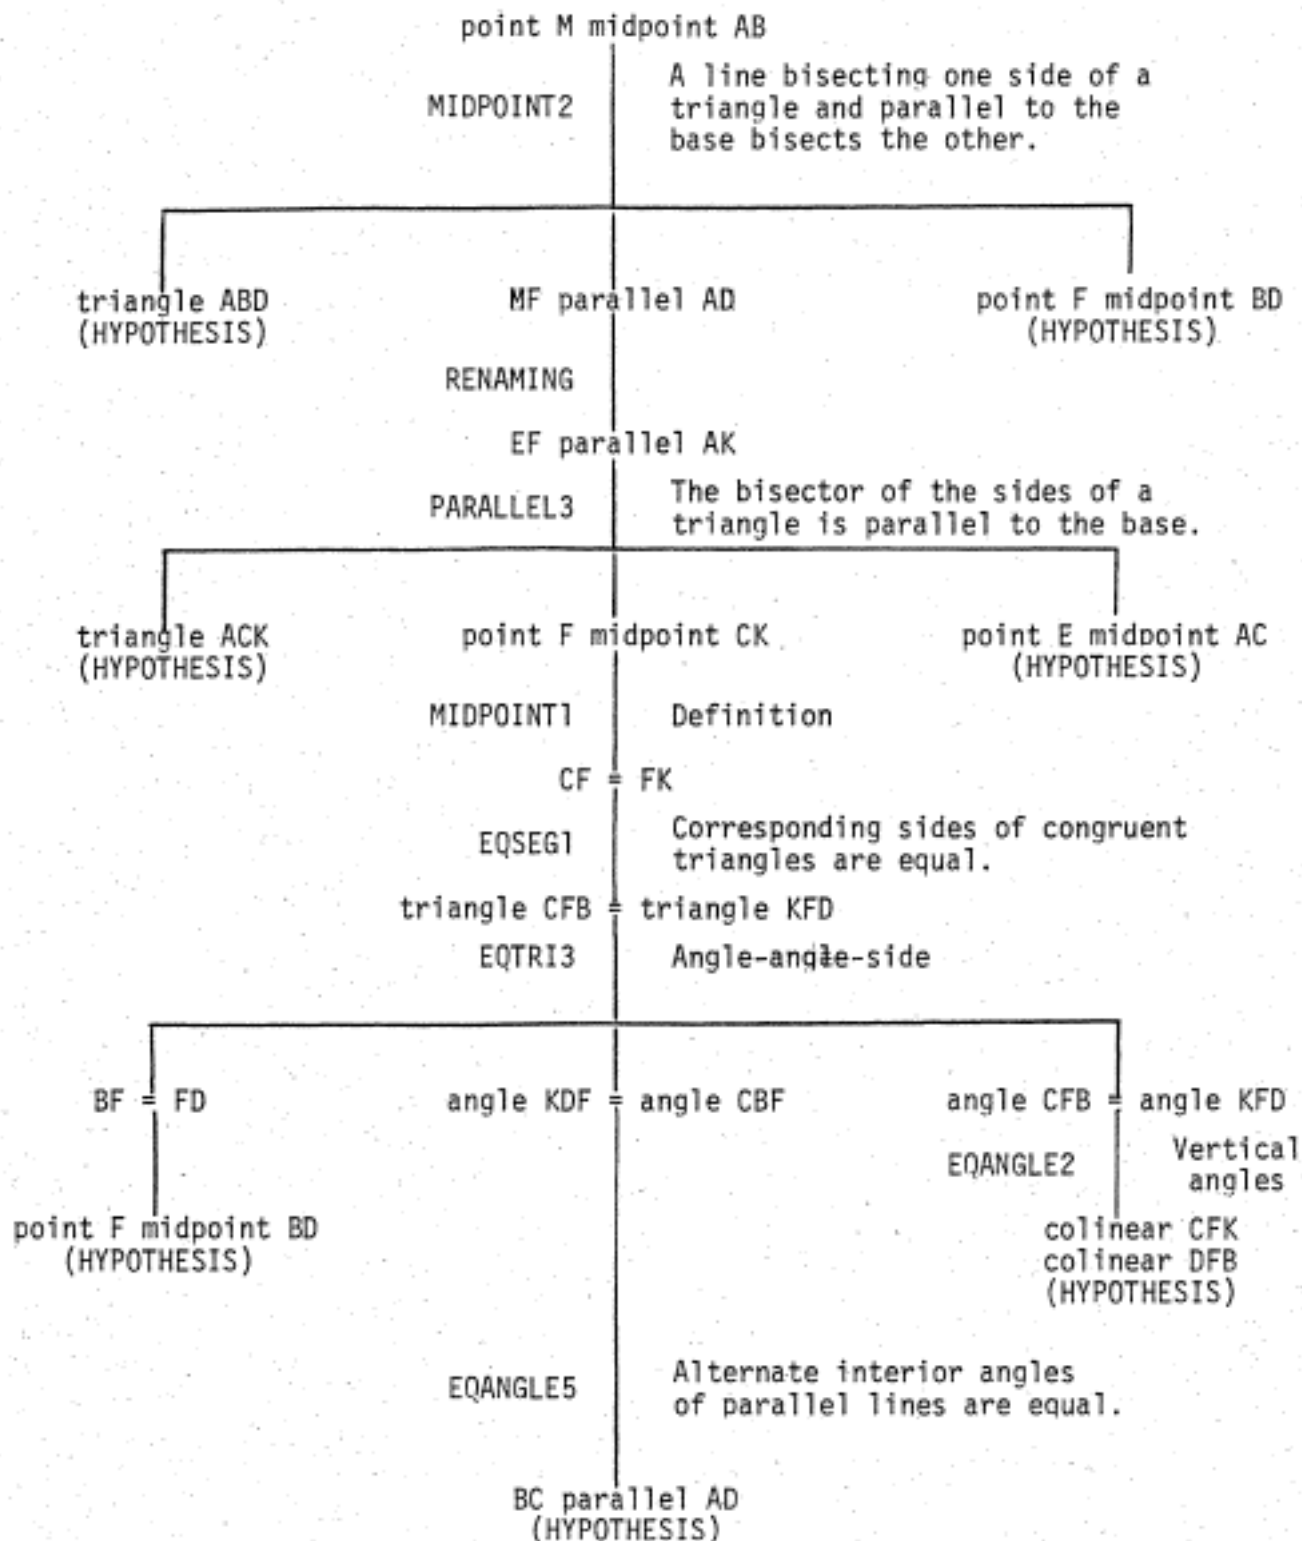 point M midpoint AB
MIDPOINT2
A line bisecting one side of a
triangle and parallel to the
base bisects the other.
triangle ABD
(HYPOTHESIS)
MF parallel AD
point F midpoint BD
(HYPOTHESIS)
RENAMING
EF parallel AK
PARALLEL3
The bisector of the sides of a
triangle is parallel to the base.
triangle ACK
(HYPOTHESIS)
point F midpoint CK
point E midpoint AC
(HYPOTHESIS)
MIDPOINT1
Definition
CF = FK
EQSEG1
Corresponding sides of congruent
triangles are equal.
triangle CFB = triangle KFD
EQTRI3
Angle-angle-side
BF = FD
angle KDF = angle CBF
angle CFB = angle KFD
EQANGLE2
Vertical
angles
point F midpoint BD
(HYPOTHESIS)
colinear CFK
colinear DFB
(HYPOTHESIS)
EQANGLE5
Alternate interior angles
of parallel lines are equal.
BC parallel AD
(HYPOTHESIS)